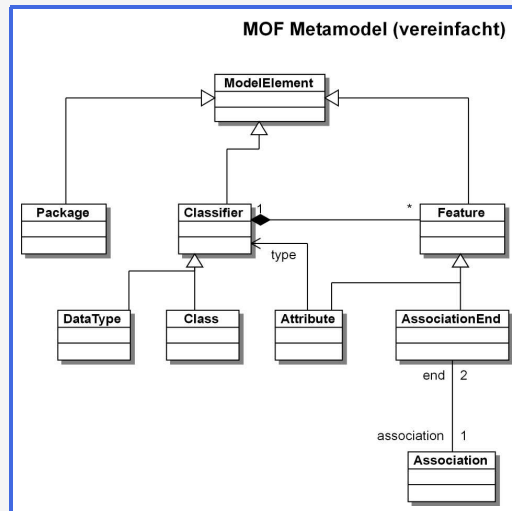 MOF Metamodel (vereinfacht)
ModelElement
Package
Classifier
1
*
Feature
type
DataType
Class
Attribute
AssociationEnd
end
2
association
1
Association